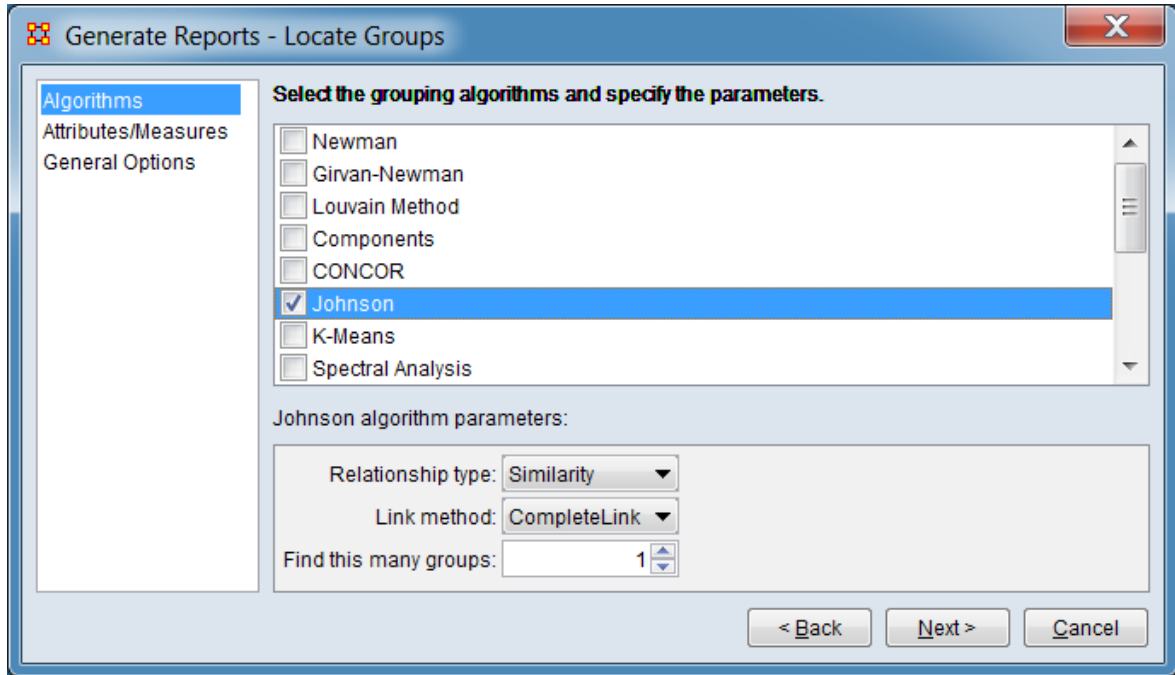 Generate Reports - Locate Groups
Algorithms
Attributes/Measures
General Options
Select the grouping algorithms and specify the parameters.
Newman
Girvan-Newman
Louvain Method
Components
CONCOR
Johnson
K-Means
Spectral Analysis
Johnson algorithm parameters:
Relationship type: Similarity
Link method: CompleteLink
Find this many groups: 1
< Back Next > Cancel